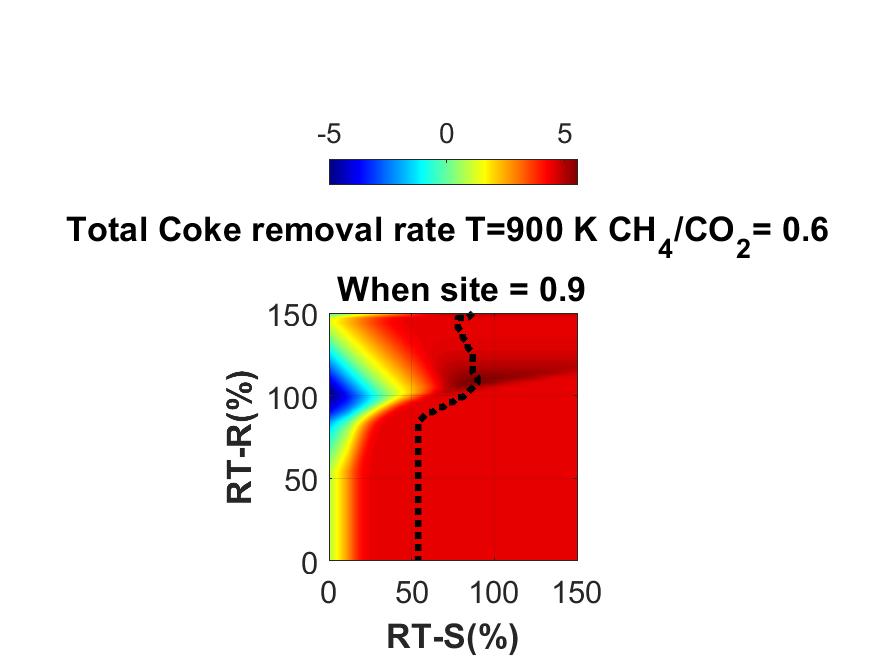 -5 0 5
Total Coke removal rate T=900 K CH4/CO2= 0.6
When site = 0.9
150
100
50
0
RT-R(%)
0 50 100 150
RT-S(%)